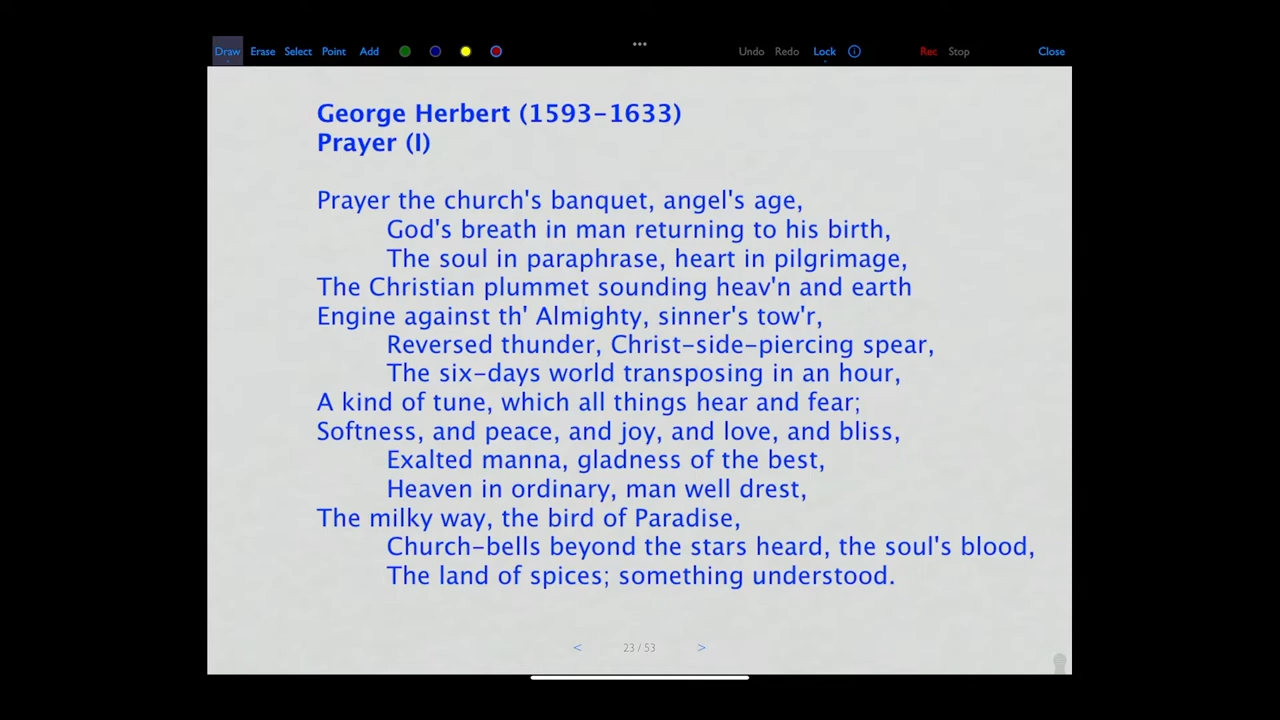 Draw Erase Select Point Add ••• Undo Redo Lock Rec Stop Close
George Herbert (1593-1633)
Prayer (I)
Prayer the church's banquet, angel's age,
God's breath in man returning to his birth,
The soul in paraphrase, heart in pilgrimage,
The Christian plummet sounding heav'n and earth
Engine against th' Almighty, sinner's tow'r,
Reversed thunder, Christ-side-piercing spear,
The six-days world transposing in an hour,
A kind of tune, which all things hear and fear;
Softness, and peace, and joy, and love, and bliss,
Exalted manna, gladness of the best,
Heaven in ordinary, man well drest,
The milky way, the bird of Paradise,
Church-bells beyond the stars heard, the soul's blood,
The land of spices; something understood.
< 23 / 53 >